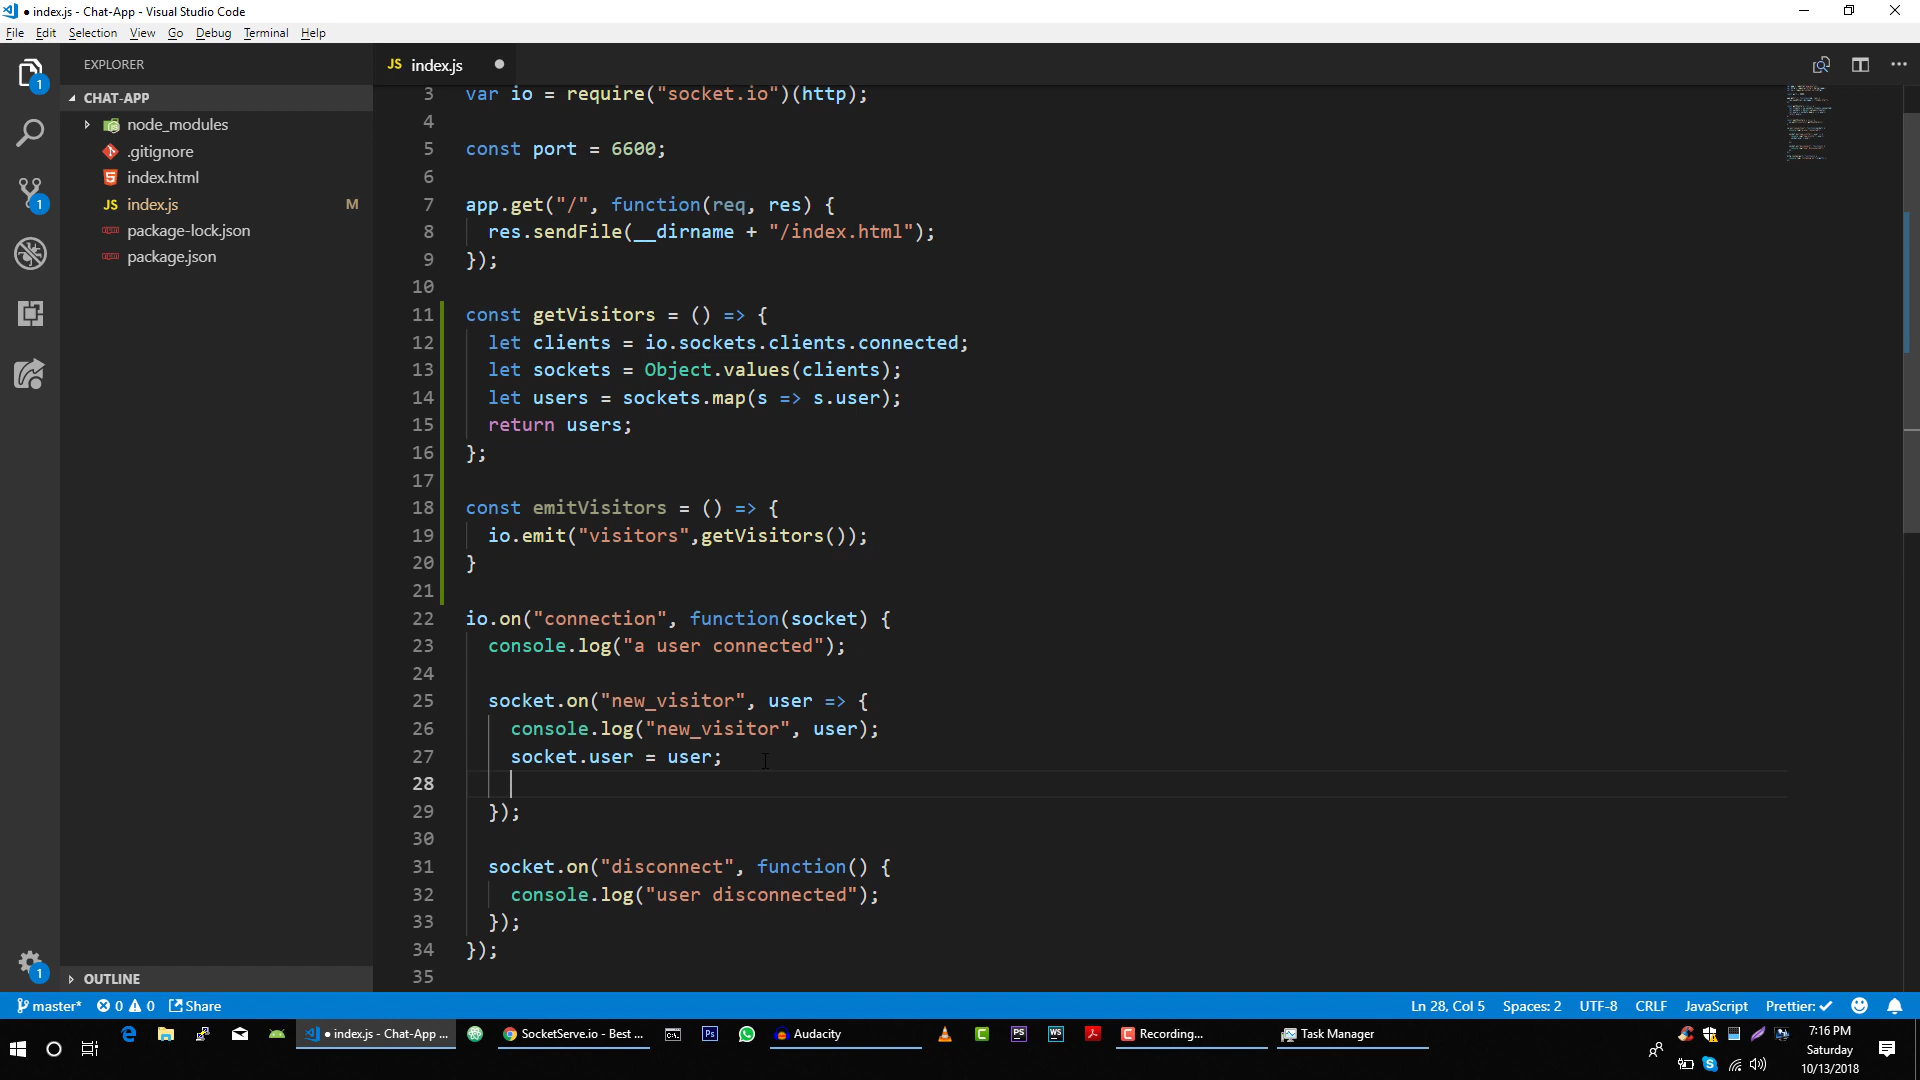 ● index.js - Chat-App - Visual Studio Code
File Edit Selection View Go Debug Terminal Help
EXPLORER
JS index.js ●
CHAT-APP
node_modules
.gitignore
5 index.html
JS index.js M
package-lock.json
package.json
1
1
1
OUTLINE
3 var io = require("socket.io")(http);
4
5 const port = 6600;
6
7 app.get("/", function(req, res) {
8 res.sendFile(__dirname + "/index.html");
9 });
10
11 const getVisitors = () => {
12 let clients = io.sockets.clients.connected;
13 let sockets = Object.values(clients);
14 let users = sockets.map(s => s.user);
15 return users;
16 };
17
18 const emitVisitors = () => {
19 io.emit("visitors",getVisitors());
20 }
21
22 io.on("connection", function(socket) {
23 console.log("a user connected");
24
25 socket.on("new_visitor", user => {
26 console.log("new_visitor", user);
27 socket.user = user;
28
29 });
30
31 socket.on("disconnect", function() {
32 console.log("user disconnected");
33 });
34 });
35
master* 0 0 Share Ln 28, Col 5 Spaces: 2 UTF-8 CRLF JavaScript Prettier: ✓
● index.js - Chat-App ... SocketServe.io - Best ... Ps Audacity C PS WS Recording... Task Manager
7:16 PM
Saturday
10/13/2018